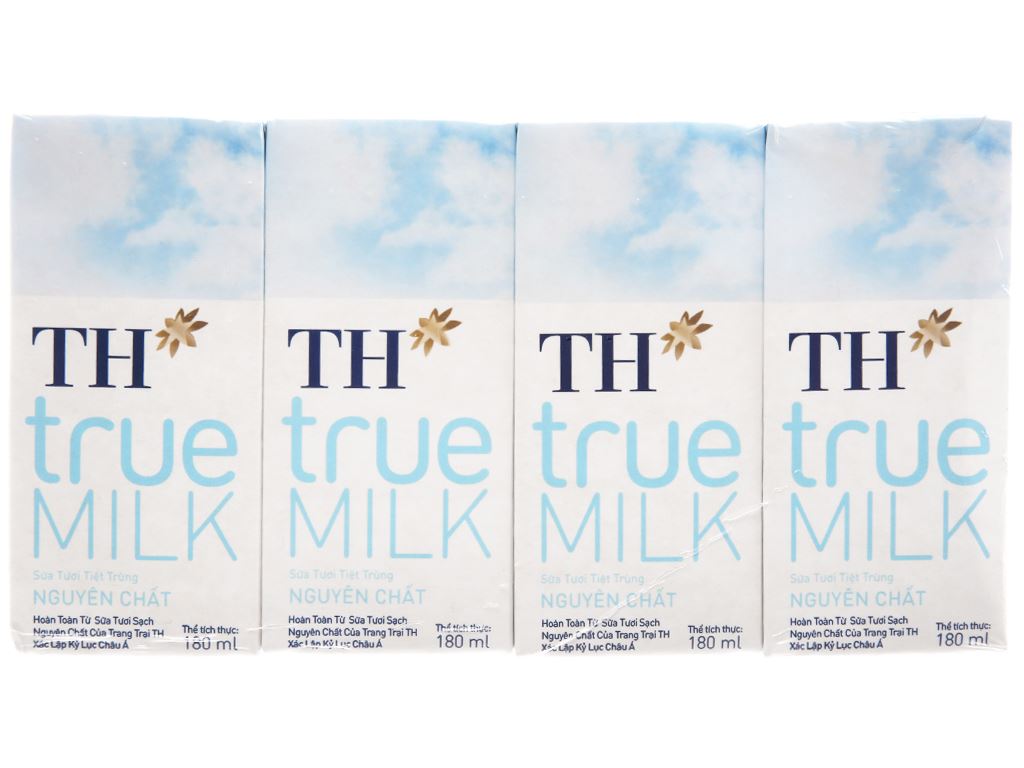 TH
true
MILK
Sữa Tươi Tiệt Trùng
NGUYÊN CHẤT
Hoàn Toàn Từ Sữa Tươi Sạch
Nguyên Chất Của Trang Trại TH
Xác Lập Kỷ Lục Châu Á
Thể tích thực:
180 ml
TH
true
MILK
Sữa Tươi Tiệt Trùng
NGUYÊN CHẤT
Hoàn Toàn Từ Sữa Tươi Sạch
Nguyên Chất Của Trang Trại TH
Xác Lập Kỷ Lục Châu Á
Thể tích thực:
180 ml
TH
true
MILK
Sữa Tươi Tiệt Trùng
NGUYÊN CHẤT
Hoàn Toàn Từ Sữa Tươi Sạch
Nguyên Chất Của Trang Trại TH
Xác Lập Kỷ Lục Châu Á
Thể tích thực:
180 ml
TH
true
MILK
Sữa Tươi Tiệt Trùng
NGUYÊN CHẤT
Hoàn Toàn Từ Sữa Tươi Sạch
Nguyên Chất Của Trang Trại TH
Xác Lập Kỷ Lục Châu Á
Thể tích thực:
180 ml